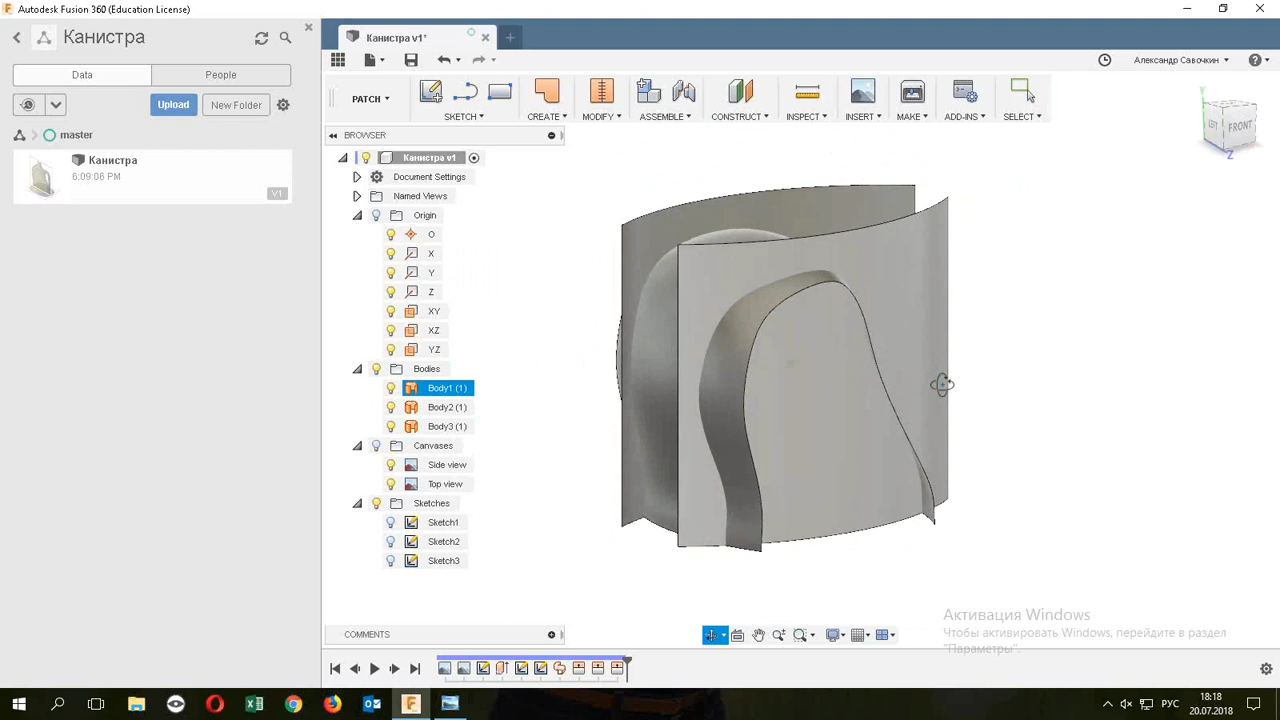 Autodesk Fusion 360 (Education License)
Канистра
Канистра v1*
Александр Савочкин
Data
People
PATCH
SKETCH
CREATE
MODIFY
ASSEMBLE
CONSTRUCT
INSPECT
INSERT
MAKE
ADD-INS
SELECT
Upload
New Folder
master
Канистра
6:09:06 PM
V1
BROWSER
Канистра v1
Document Settings
Named Views
Origin
O
X
Y
Z
XY
XZ
YZ
Bodies
Body1 (1)
Body2 (1)
Body3 (1)
Canvases
Side view
Top view
Sketches
Sketch1
Sketch2
Sketch3
Y
FRONT
Z
Активация Windows
Чтобы активировать Windows, перейдите в раздел
"Параметры".
COMMENTS
РУС
18:18
20.07.2018